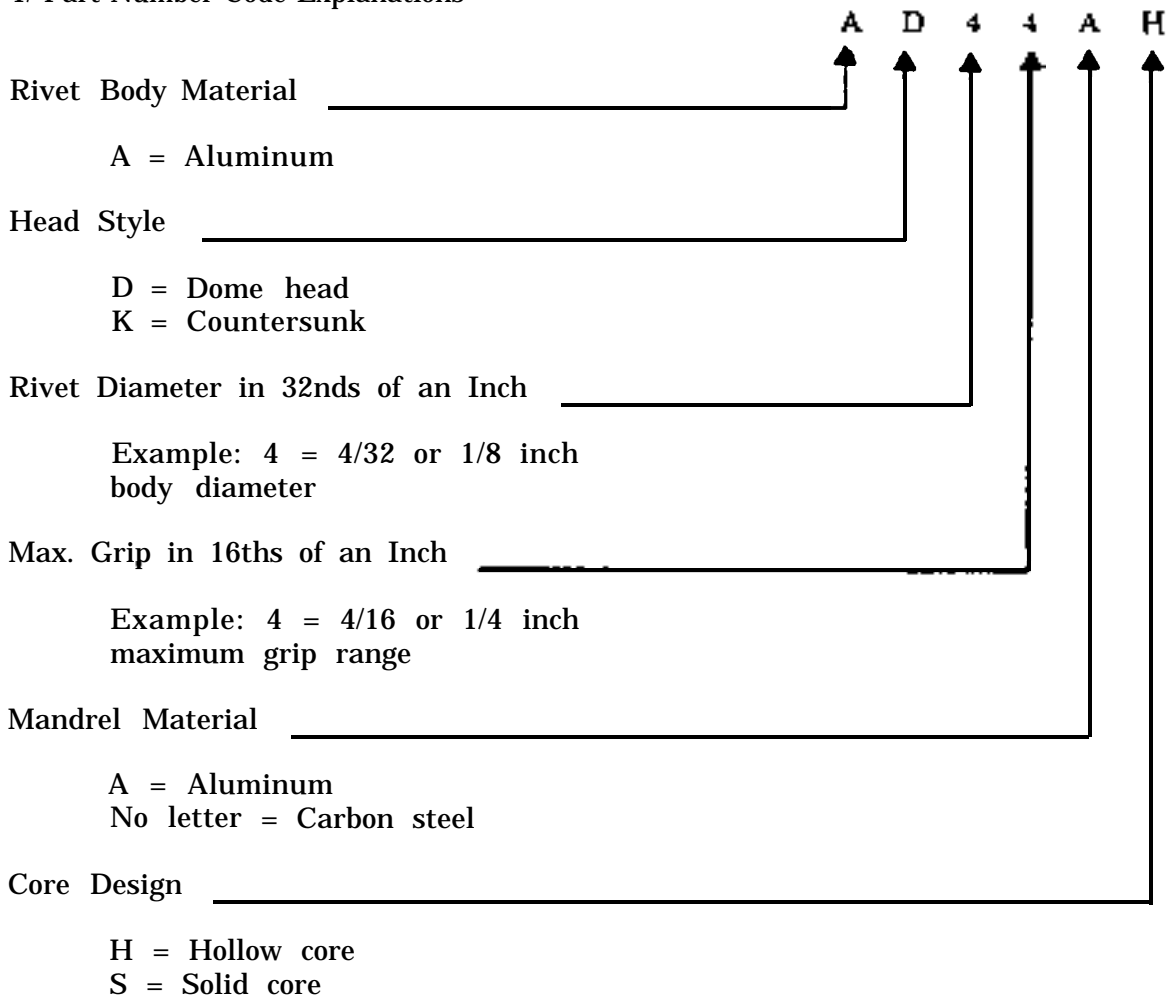 A D 4 4 A H
Rivet Body Material
A = Aluminum
Head Style
D = Dome head
K = Countersunk
Rivet Diameter in 32nds of an Inch
Example: 4 = 4/32 or 1/8 inch
body diameter
Max. Grip in 16ths of an Inch
Example: 4 = 4/16 or 1/4 inch
maximum grip range
Mandrel Material
A = Aluminum
No letter = Carbon steel
Core Design
H = Hollow core
S = Solid core